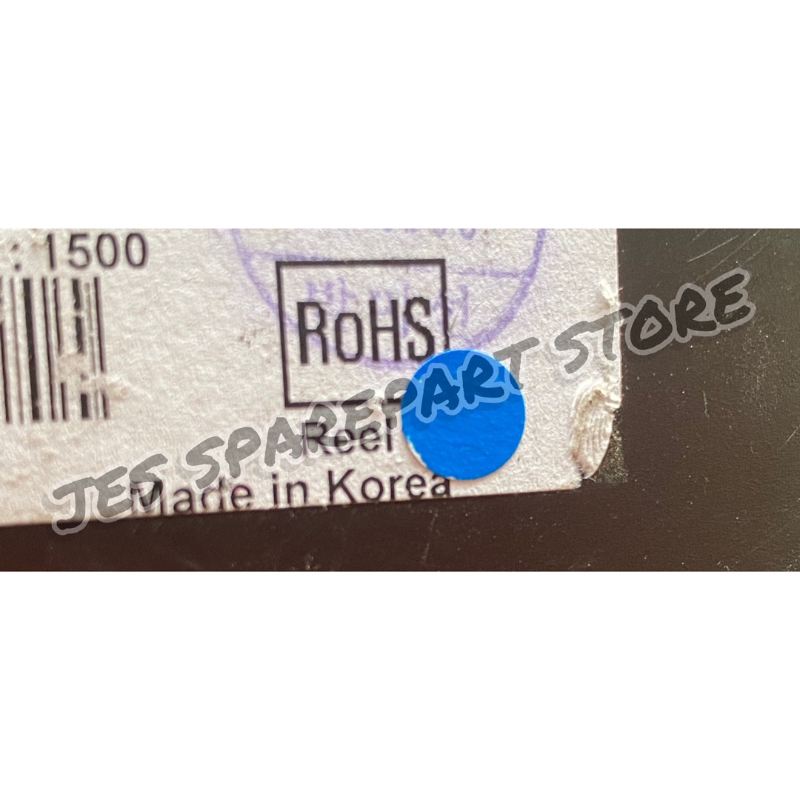 : 1500
RoHS
Reel
Made in Korea
JES SPAREPART STORE